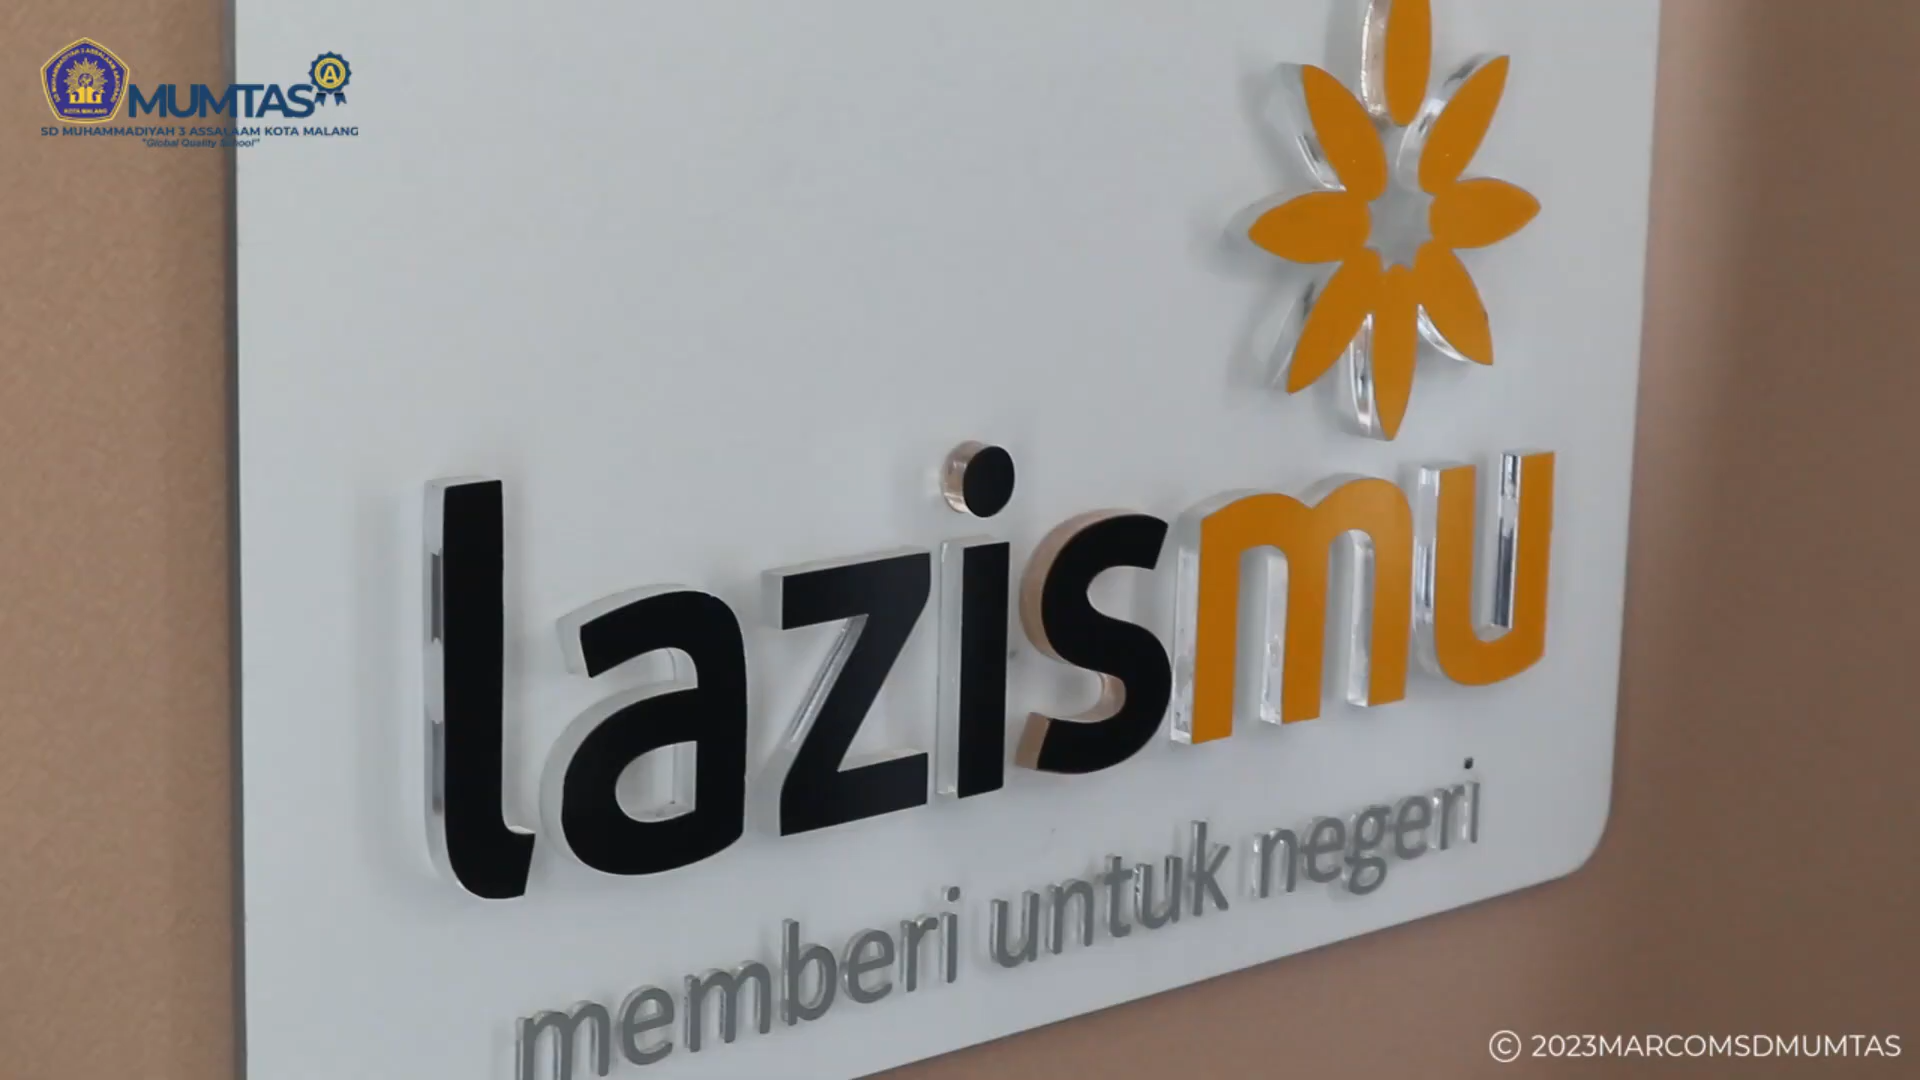 MUMTAS
A
SD MUHAMMADIYAH 3 ASSALAAM KOTA MALANG
"Global Quality School"
lazismu
memberi untuk negeri
© 2023MARCOMSDMUMTAS